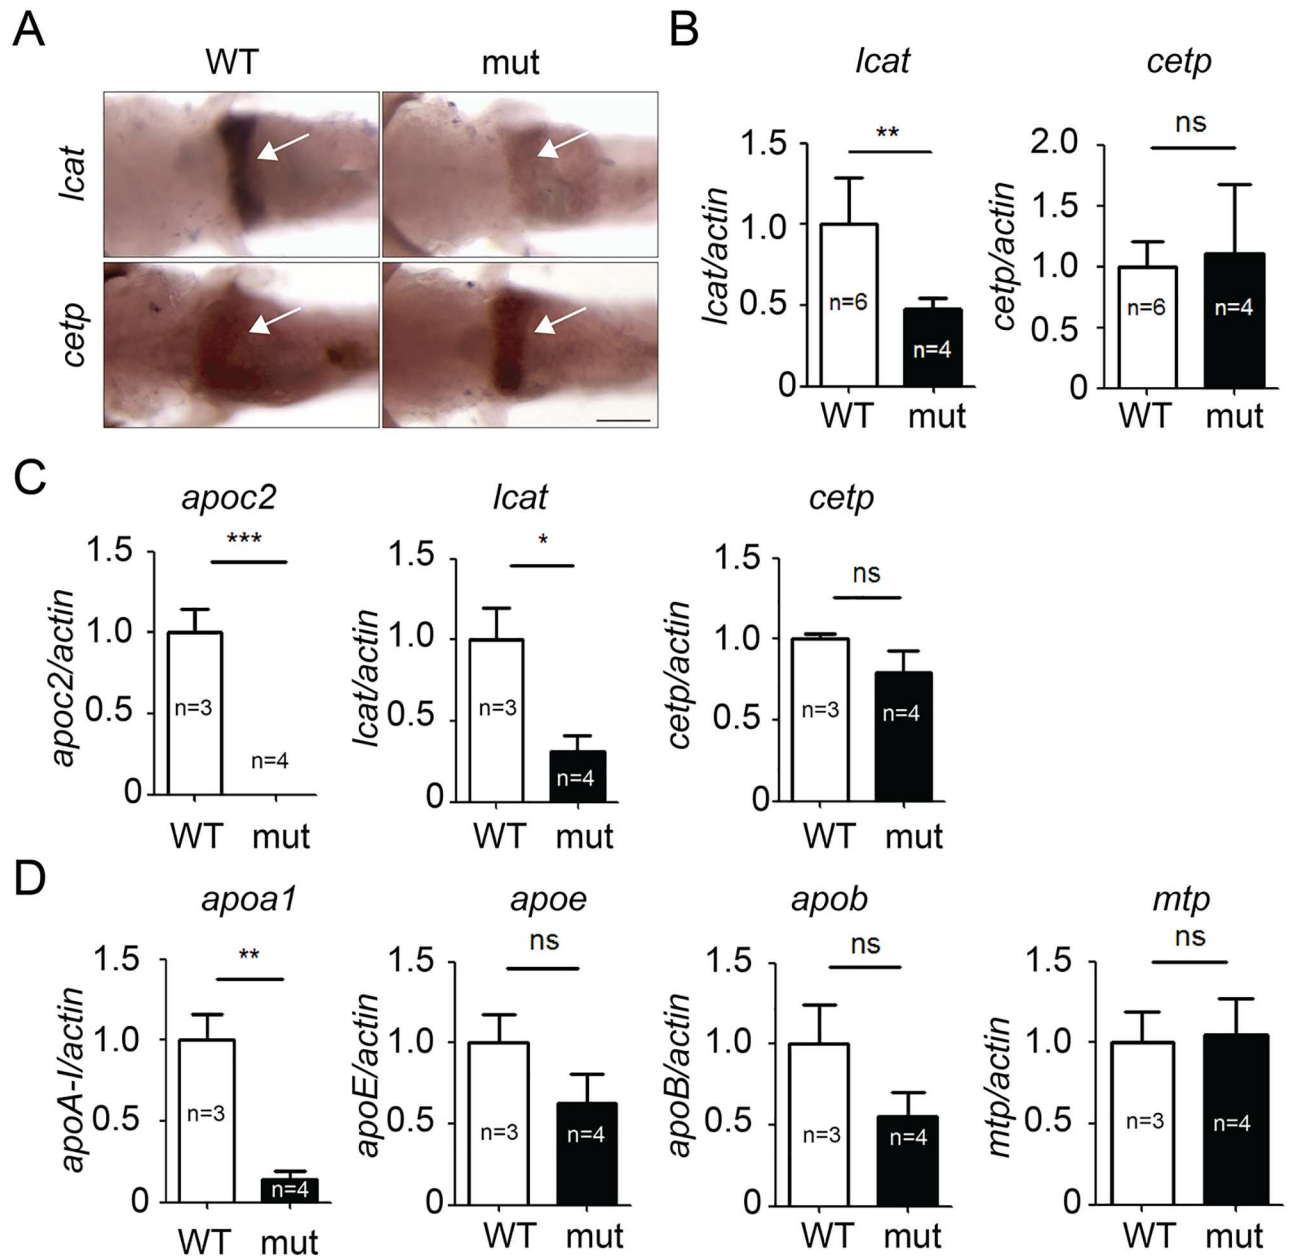 A
WT
mut
lcat
cetp
B
lcat
cetp
lcat/actin
1.5
1.0
0.5
0
**
n=6
n=4
WT
mut
cetp/actin
2.0
1.5
1.0
0.5
0
ns
n=6
n=4
WT
mut
C
apoc2
lcat
cetp
apoc2/actin
1.5
1.0
0.5
0
***
n=3
n=4
WT
mut
lcat/actin
1.5
1.0
0.5
0
*
n=3
n=4
WT
mut
cetp/actin
1.5
1.0
0.5
0
ns
n=3
n=4
WT
mut
D
apoa1
apoe
apob
mtp
apoA-I/actin
1.5
1.0
0.5
0
**
n=3
n=4
WT
mut
apoE/actin
1.5
1.0
0.5
0
ns
n=3
n=4
WT
mut
apoB/actin
1.5
1.0
0.5
0
ns
n=3
n=4
WT
mut
mtp/actin
1.5
1.0
0.5
0
ns
n=3
n=4
WT
mut